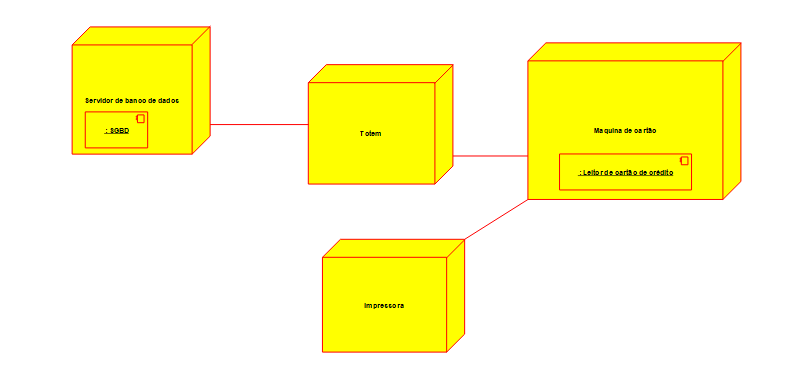 Servidor de banco de dados
: SGBD
Totem
Maquina de cartão
: Leitor de cartão de crédito
Impressora